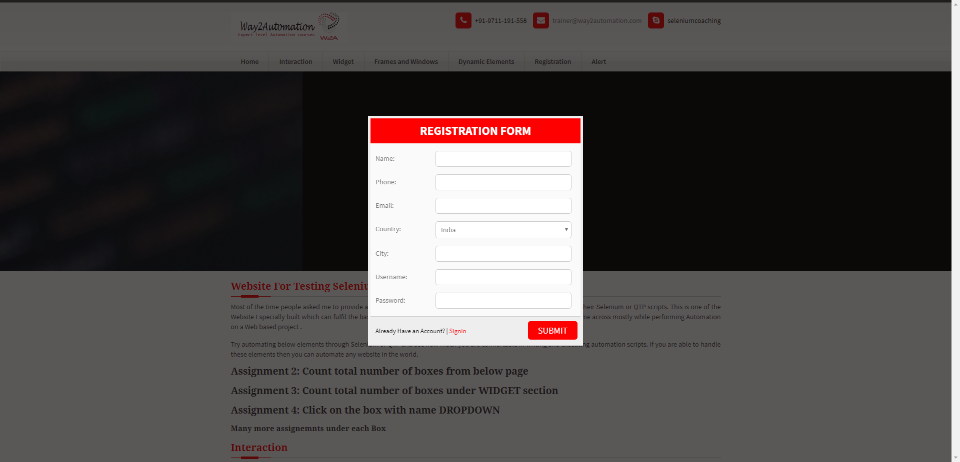 Way2Automation
+91-9711-191-558
trainer@way2automation.com
seleniumcoaching
Home
Interaction
Widget
Frames and Windows
Dynamic Elements
Registration
Alert
REGISTRATION FORM
Name:
Phone:
Email:
Country:
India
City:
Username:
Password:
Already Have an Account? | Signin
SUBMIT
Website For Testing Seleniu
Most of the time people asked me to provide a
Selenium or QTP scripts. This is one of the
Website I specially built which can fulfil the ba
across mostly while performing Automation
on a Web based project..
Try automating below elements through Selen
automation scripts. If you are able to handle
these elements then you can automate any website in the world.
Assignment 2: Count total number of boxes from below page
Assignment 3: Count total number of boxes under WIDGET section
Assignment 4: Click on the box with name DROPDOWN
Many more assignemnts under each Box
Interaction